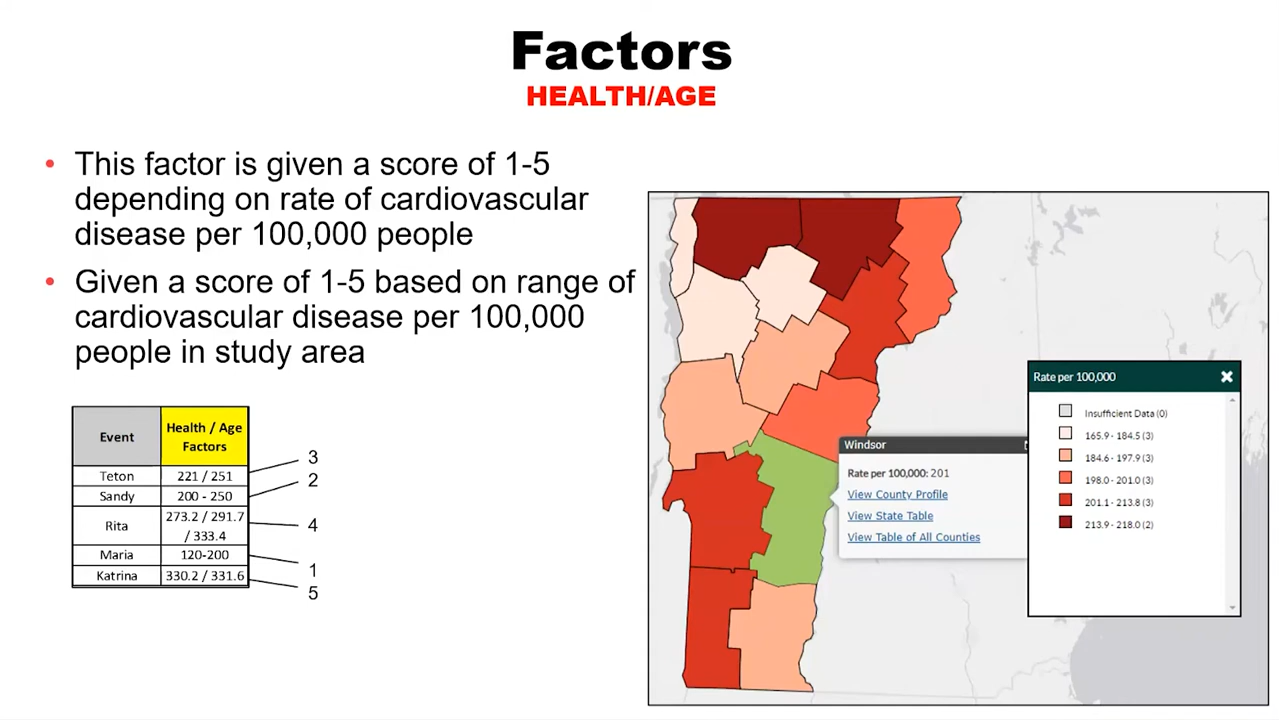 Factors
HEALTH/AGE
• This factor is given a score of 1-5
depending on rate of cardiovascular
disease per 100,000 people
• Given a score of 1-5 based on range of
cardiovascular disease per 100,000
people in study area
Event
Health / Age
Factors
Teton 221 / 251 3
Sandy 200 - 250 2
Rita 273.2 / 291.7
/ 333.4 4
Maria 120-200 1
Katrina 330.2 / 331.6 5
Windsor
Rate per 100,000: 201
View County Profile
View State Table
View Table of All Counties
Rate per 100,000
Insufficient Data (0)
165.9 - 184.5 (3)
184.6 - 197.9 (3)
198.0 - 201.0 (3)
201.1 - 213.8 (3)
213.9 - 218.0 (2)